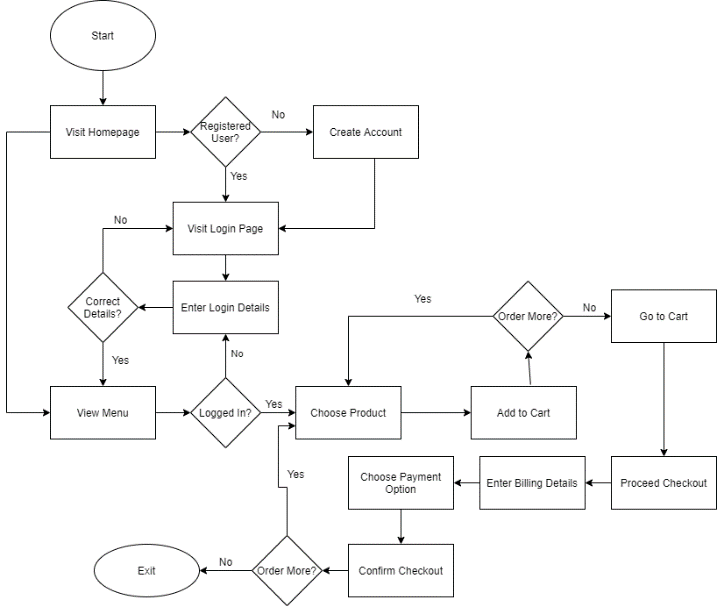 Start
Visit Homepage
Registered
User?
No
Create Account
Yes
Visit Login Page
No
Correct
Details?
Enter Login Details
Yes
No
View Menu
Logged In?
Yes
Choose Product
Add to Cart
Yes
Order More?
No
Go to Cart
Proceed Checkout
Enter Billing Details
Choose Payment
Option
Confirm Checkout
Yes
Order More?
No
Exit